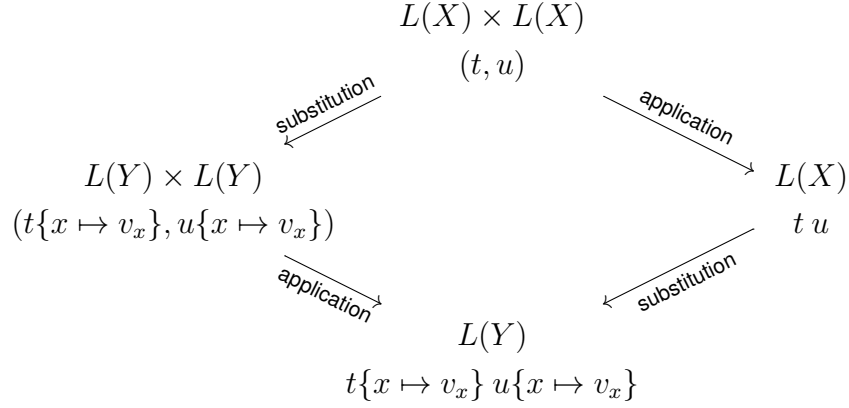 L(X) × L(X)
(t, u)
substitution
application
L(Y) × L(Y)
L(X)
(t{x ↦ v_x}, u{x ↦ v_x})
t u
application
substitution
L(Y)
t{x ↦ v_x} u{x ↦ v_x}